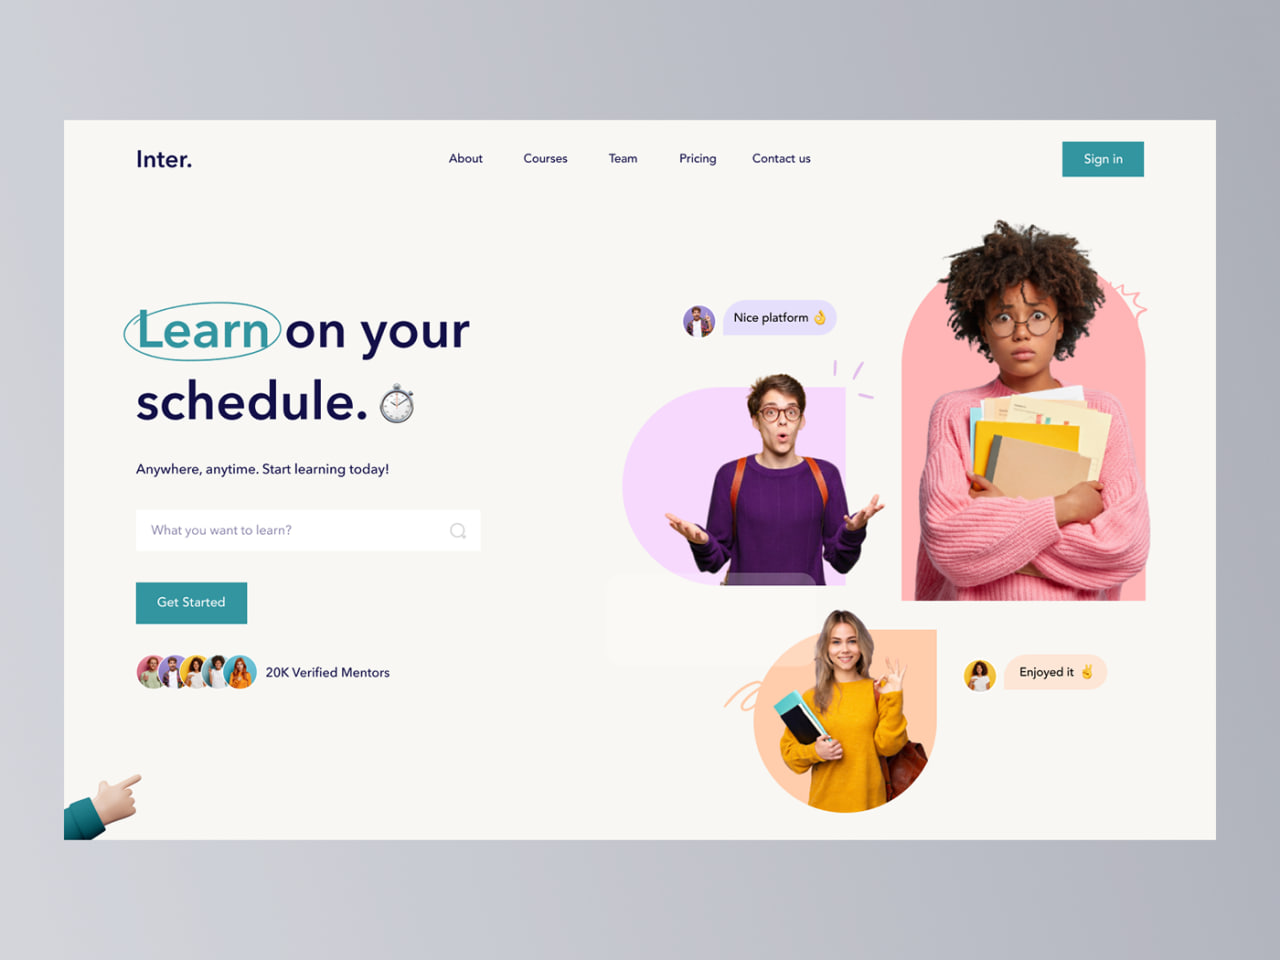 Inter.
About
Courses
Team
Pricing
Contact us
Sign in
Learn on your
schedule.
Anywhere, anytime. Start learning today!
What you want to learn?
Get Started
20K Verified Mentors
Nice platform 👌
Enjoyed it ✌️